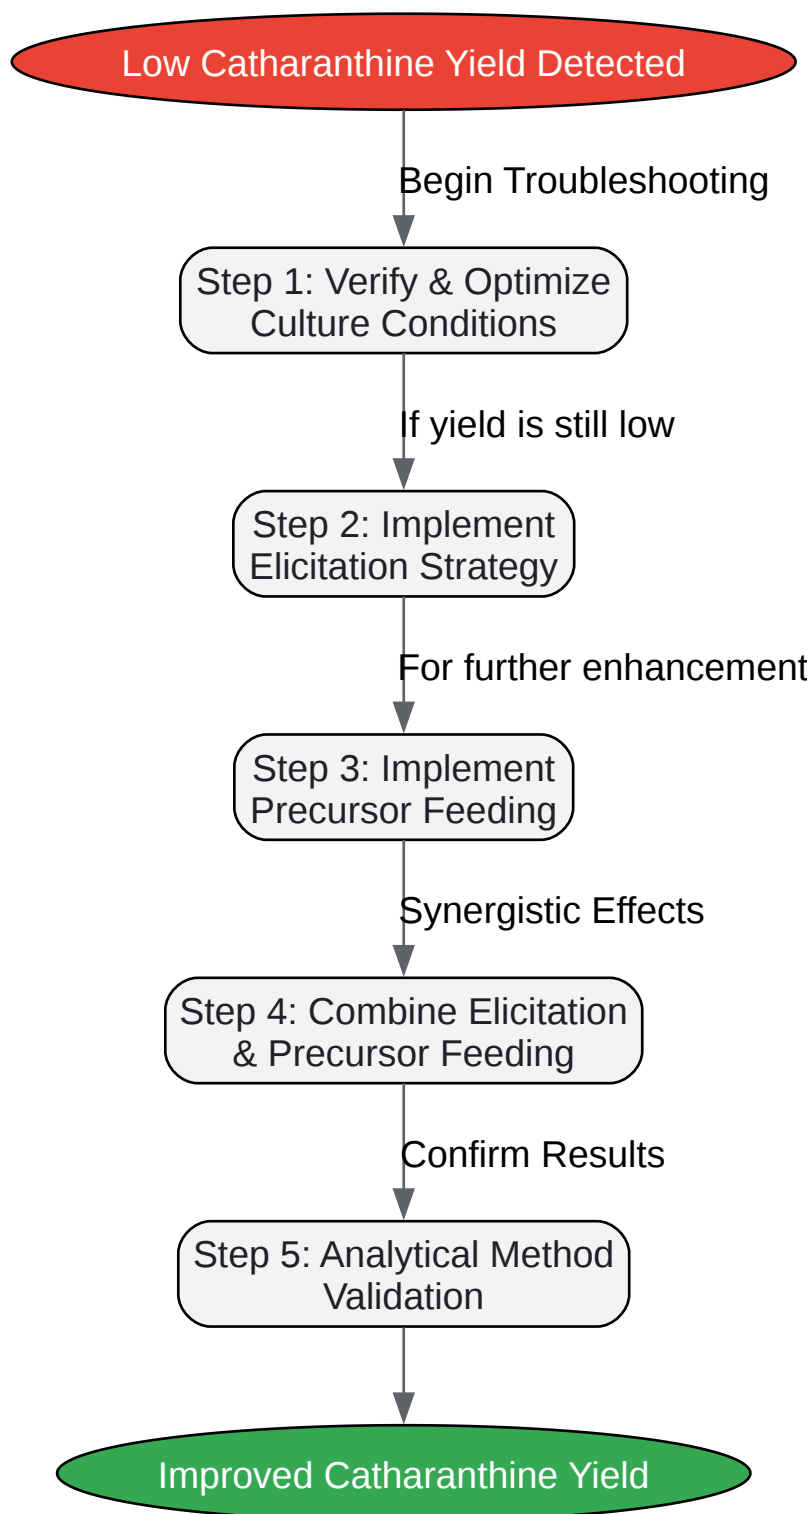 Low Catharanthine Yield Detected
Begin Troubleshooting
Step 1: Verify & Optimize
Culture Conditions
If yield is still low
Step 2: Implement
Elicitation Strategy
For further enhancement
Step 3: Implement
Precursor Feeding
Synergistic Effects
Step 4: Combine Elicitation
& Precursor Feeding
Confirm Results
Step 5: Analytical Method
Validation
Improved Catharanthine Yield